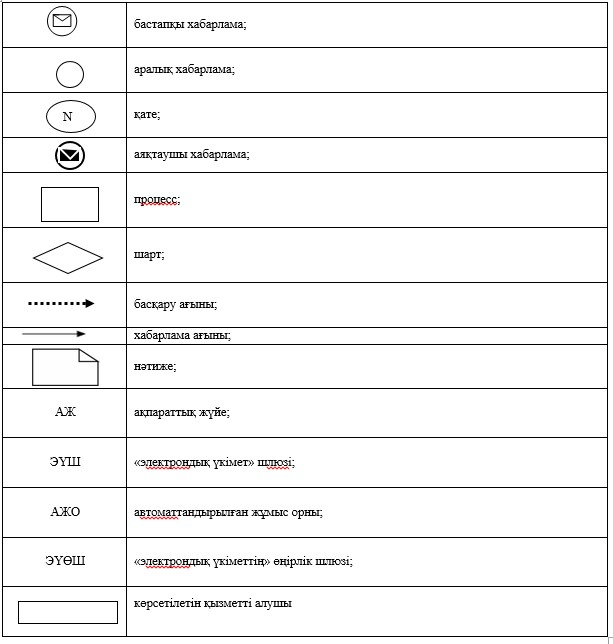 бастапқы хабарлама;
аралық хабарлама;
N қате;
аяқтаушы хабарлама;
процесс;
шарт;
басқару ағыны;
хабарлама ағыны;
нәтиже;
АЖ ақпараттық жүйе;
ЭҮШ «электрондық үкімет» шлюзі;
АЖО автоматтандырылған жұмыс орны;
ЭҮӨШ «электрондық үкіметтің» өңірлік шлюзі;
көрсетілетін қызметті алушы